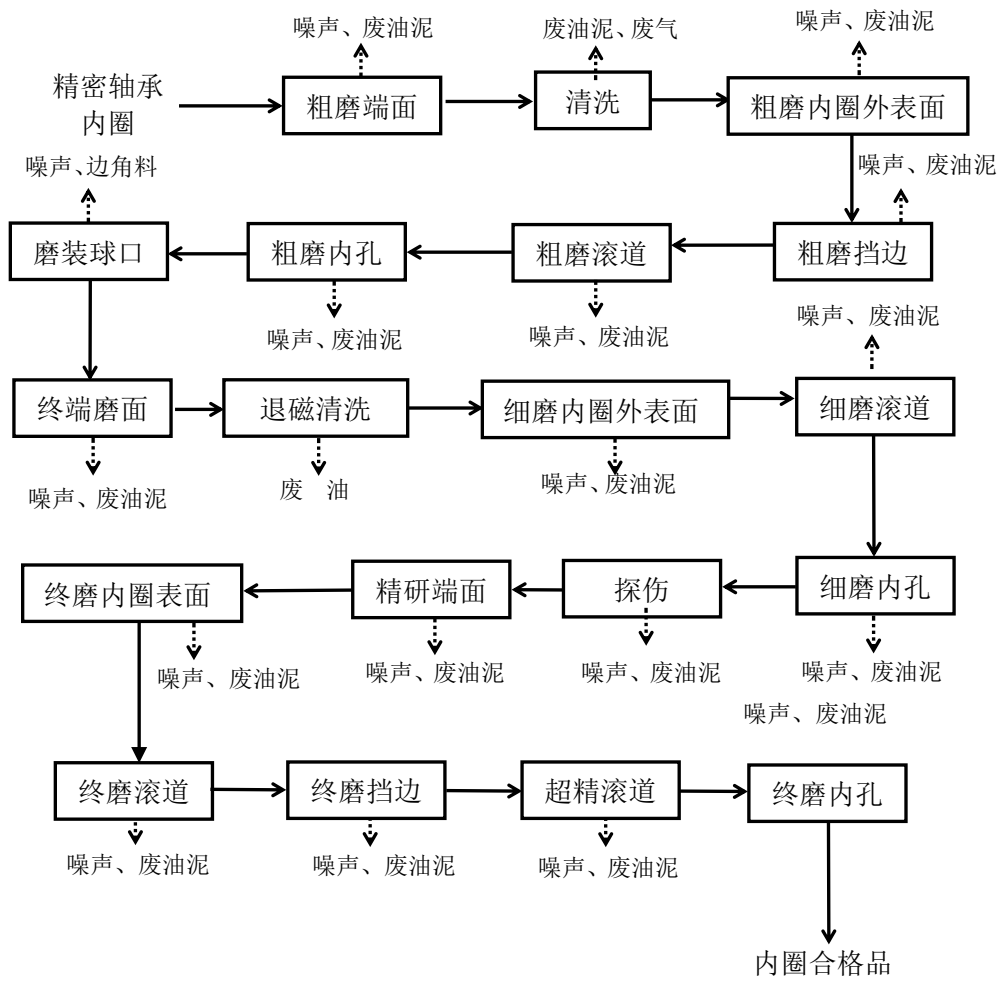 噪声、废油泥
废油泥、废气
噪声、废油泥
精密轴承
内圈
粗磨端面
清洗
粗磨内圈外表面
噪声、边角料
噪声、废油泥
磨装球口
粗磨内孔
粗磨滚道
粗磨挡边
噪声、废油泥
噪声、废油泥
噪声、废油泥
终端磨面
退磁清洗
细磨内圈外表面
细磨滚道
噪声、废油泥
废 油
噪声、废油泥
终磨内圈表面
精研端面
探伤
细磨内孔
噪声、废油泥
噪声、废油泥
噪声、废油泥
噪声、废油泥
噪声、废油泥
终磨滚道
终磨挡边
超精滚道
终磨内孔
噪声、废油泥
噪声、废油泥
噪声、废油泥
内圈合格品